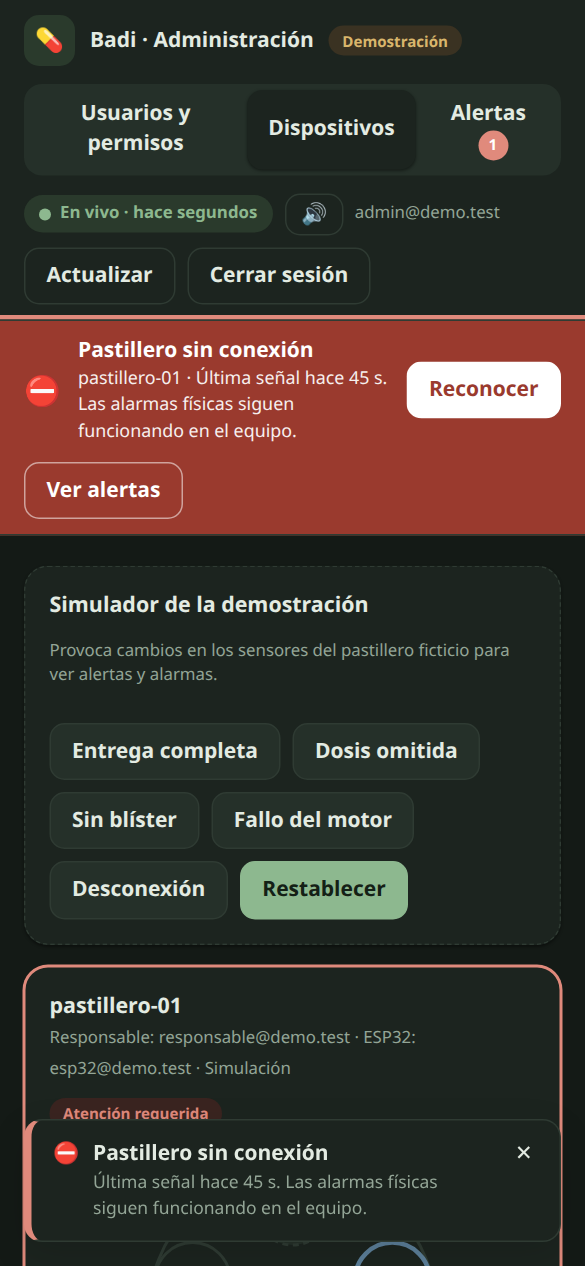 Badi · Administración
Demostración
Usuarios y
permisos
Dispositivos
Alertas
1
En vivo · hace segundos
admin@demo.test
Actualizar
Cerrar sesión
Pastillero sin conexión
pastillero-01 · Última señal hace 45 s.
Las alarmas físicas siguen
funcionando en el equipo.
Reconocer
Ver alertas
Simulador de la demostración
Provoca cambios en los sensores del pastillero ficticio para
ver alertas y alarmas.
Entrega completa
Dosis omitida
Sin blíster
Fallo del motor
Desconexión
Restablecer
pastillero-01
Responsable: responsable@demo.test · ESP32:
esp32@demo.test · Simulación
Atención requerida
Pastillero sin conexión
Última señal hace 45 s. Las alarmas físicas
siguen funcionando en el equipo.